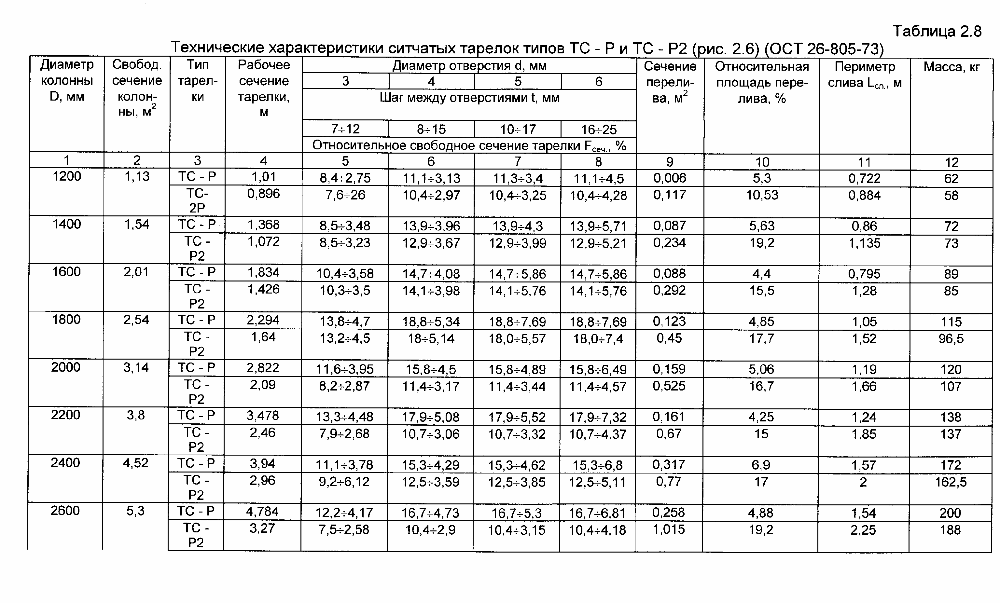 Таблица 2.8
Технические характеристики ситчатых тарелок типов ТС - Р и ТС - Р2 (рис. 2.6) (ОСТ 26-805-73)
Диаметр колонны D, мм Свобод. сечение колон-ны, м² Тип тарел-ки Рабочее сечение тарелки, м Диаметр отверстия d, мм Сечение перели-ва, м² Относительная площадь пере-лива, % Периметр слива Lсл., м Масса, кг
3 4 5 6
Шаг между отверстиями t, мм
7÷12 8÷15 10÷17 16÷25
Относительное свободное сечение тарелки Fсеч., %
1 2 3 4 5 6 7 8 9 10 11 12
1200 1,13 ТС - Р 1,01 8,4÷2,75 11,1÷3,13 11,3÷3,4 11,1÷4,5 0,006 5,3 0,722 62
ТС- 0,896 7,6÷26 10,4÷2,97 10,4÷3,25 10,4÷4,28 0,117 10,53 0,884 58
2Р
1400 1,54 ТС - Р 1,368 8,5÷3,48 13,9÷3,96 13,9÷4,3 13,9÷5,71 0,087 5,63 0,86 72
ТС - 1,072 8,5÷3,23 12,9÷3,67 12,9÷3,99 12,9÷5,21 0,234 19,2 1,135 73
Р2
1600 2,01 ТС - Р 1,834 10,4÷3,58 14,7÷4,08 14,7÷5,86 14,7÷5,86 0,088 4,4 0,795 89
ТС - 1,426 10,3÷3,5 14,1÷3,98 14,1÷5,76 14,1÷5,76 0,292 15,5 1,28 85
Р2
1800 2,54 ТС - Р 2,294 13,8÷4,7 18,8÷5,34 18,8÷7,69 18,8÷7,69 0,123 4,85 1,05 115
ТС - 1,64 13,2÷4,5 18÷5,14 18,0÷5,57 18,0÷7,4 0,45 17,7 1,52 96,5
Р2
2000 3,14 ТС - Р 2,822 11,6÷3,95 15,8÷4,5 15,8÷4,89 15,8÷6,49 0,159 5,06 1,19 120
ТС - 2,09 8,2÷2,87 11,4÷3,17 11,4÷3,44 11,4÷4,57 0,525 16,7 1,66 107
Р2
2200 3,8 ТС - Р 3,478 13,3÷4,48 17,9÷5,08 17,9÷5,52 17,9÷7,32 0,161 4,25 1,24 138
ТС - 2,46 7,9÷2,68 10,7÷3,06 10,7÷3,32 10,7÷4.37 0,67 15 1,85 137
Р2
2400 4,52 ТС - Р 3,94 11,1÷3,78 15,3÷4,29 15,3÷4,62 15,3÷6,8 0,317 6,9 1,57 172
ТС - 2,96 9,2÷6,12 12,5÷3,59 12,5÷3,85 12,5÷5,11 0,77 17 2 162,5
Р2
2600 5,3 ТС - Р 4,784 12,2÷4,17 16,7÷4,73 16,7÷5,3 16,7÷6,81 0,258 4,88 1,54 200
ТС - 3,27 7,5÷2,58 10,4÷2,9 10,4÷3,15 10,4÷4,18 1,015 19,2 2,25 188
Р2